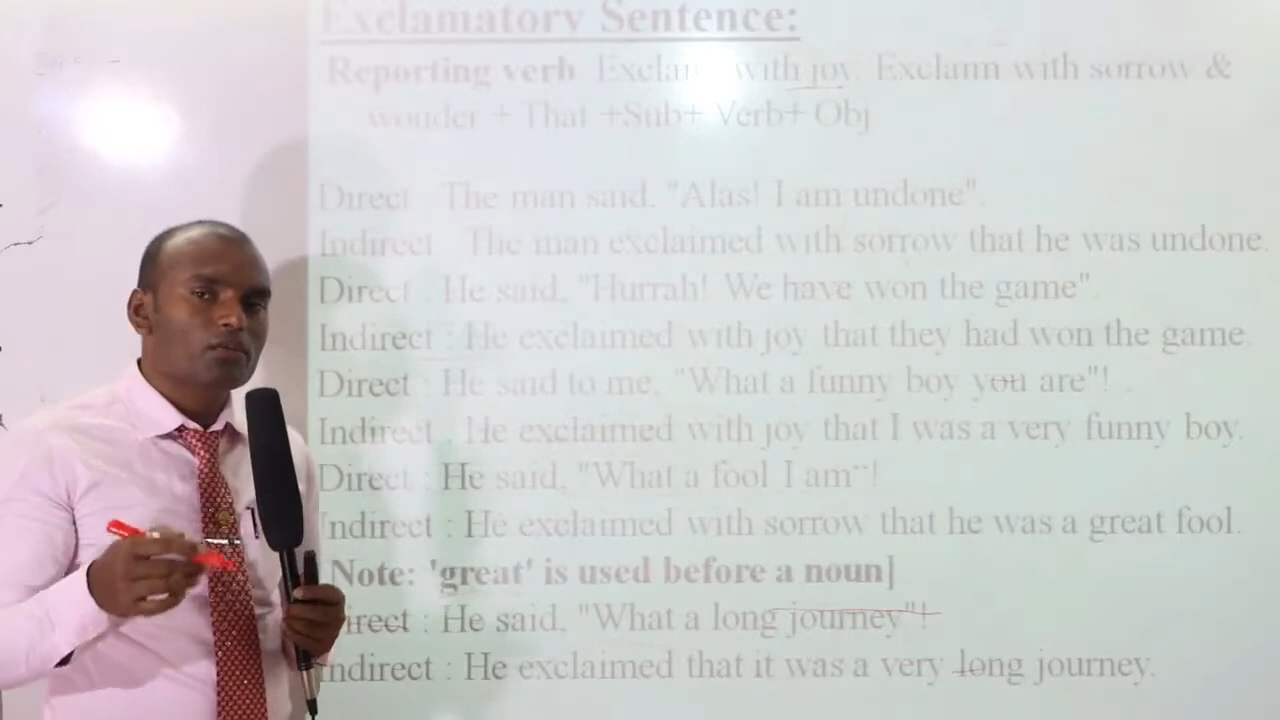 Exclamatory Sentence:
Reporting verb Exclaim with joy. Exclaim with sorrow &
wonder + That +Sub+ Verb+ Obj
Direct : The man said. "Alas! I am undone".
Indirect : The man exclaimed with sorrow that he was undone.
Direct : He said, "Hurrah! We have won the game".
Indirect : He exclaimed with joy that they had won the game.
Direct : He said to me, "What a funny boy you are"!
Indirect : He exclaimed with joy that I was a very funny boy.
Direct : He said, "What a fool I am"!
Indirect : He exclaimed with sorrow that he was a great fool.
Note: 'great' is used before a noun]
Direct : He said, "What a long journey"!
Indirect : He exclaimed that it was a very long journey.